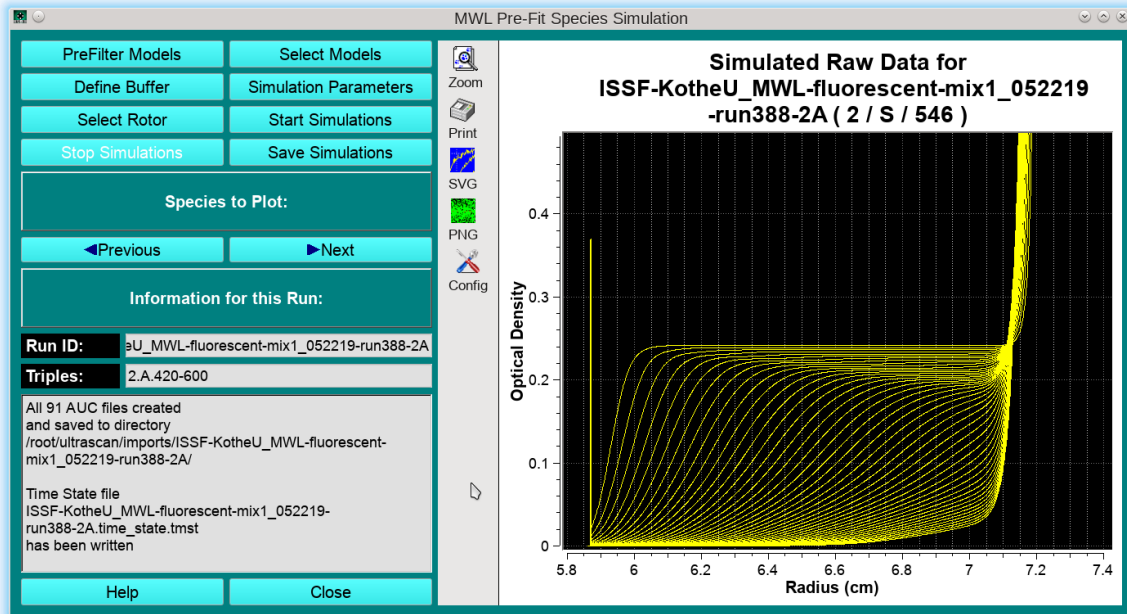 MWL Pre-Fit Species Simulation
PreFilter Models
Select Models
Define Buffer
Simulation Parameters
Select Rotor
Start Simulations
Stop Simulations
Save Simulations
Species to Plot:
Previous
Next
Information for this Run:
Run ID:
eU_MWL-fluorescent-mix1_052219-run388-2A
Triples:
2.A.420-600
All 91 AUC files created
and saved to directory
/root/ultrascan/imports/ISSF-KotheU_MWL-fluorescent-
mix1_052219-run388-2A/
Time State file
ISSF-KotheU_MWL-fluorescent-mix1_052219-
run388-2A.time_state.tmst
has been written
Help
Close
Zoom
Print
SVG
PNG
Config
Simulated Raw Data for
ISSF-KotheU_MWL-fluorescent-mix1_052219
-run388-2A ( 2 / S / 546 )
Optical Density
0.4
0.3
0.2
0.1
0
5.8 6 6.2 6.4 6.6 6.8 7 7.2 7.4
Radius (cm)